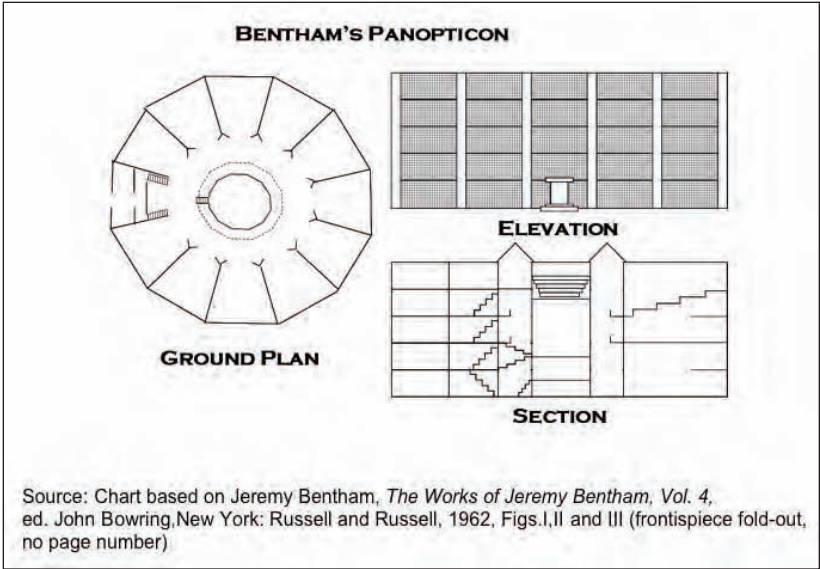 BENTHAM'S PANOPTICON
ELEVATION
GROUND PLAN
SECTION
Source: Chart based on Jeremy Bentham, The Works of Jeremy Bentham, Vol. 4,
ed. John Bowring,New York: Russell and Russell, 1962, Figs.I,II and III (frontispiece fold-out,
no page number)